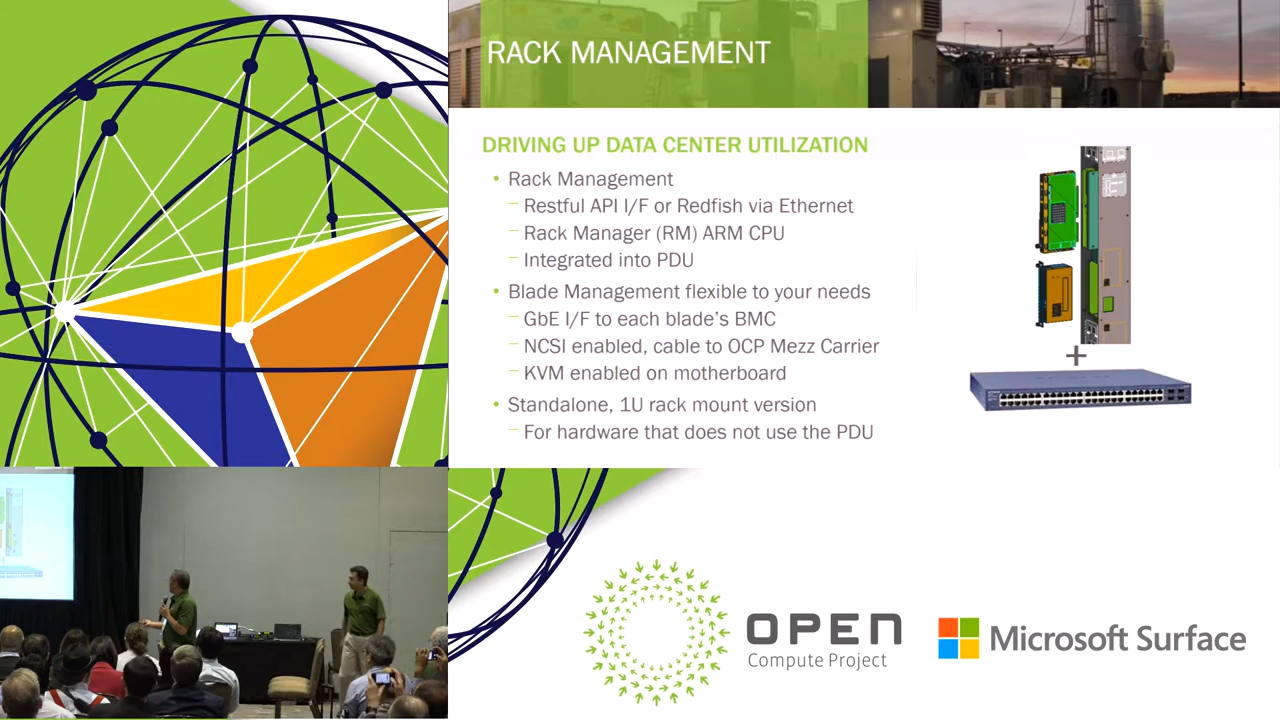 RACK MANAGEMENT
DRIVING UP DATA CENTER UTILIZATION
• Rack Management
– Restful API I/F or Redfish via Ethernet
– Rack Manager (RM) ARM CPU
– Integrated into PDU
• Blade Management flexible to your needs
– GbE I/F to each blade's BMC
– NCSI enabled, cable to OCP Mezz Carrier
– KVM enabled on motherboard
• Standalone, 1U rack mount version
– For hardware that does not use the PDU
+
OPEN
Compute Project
Microsoft Surface